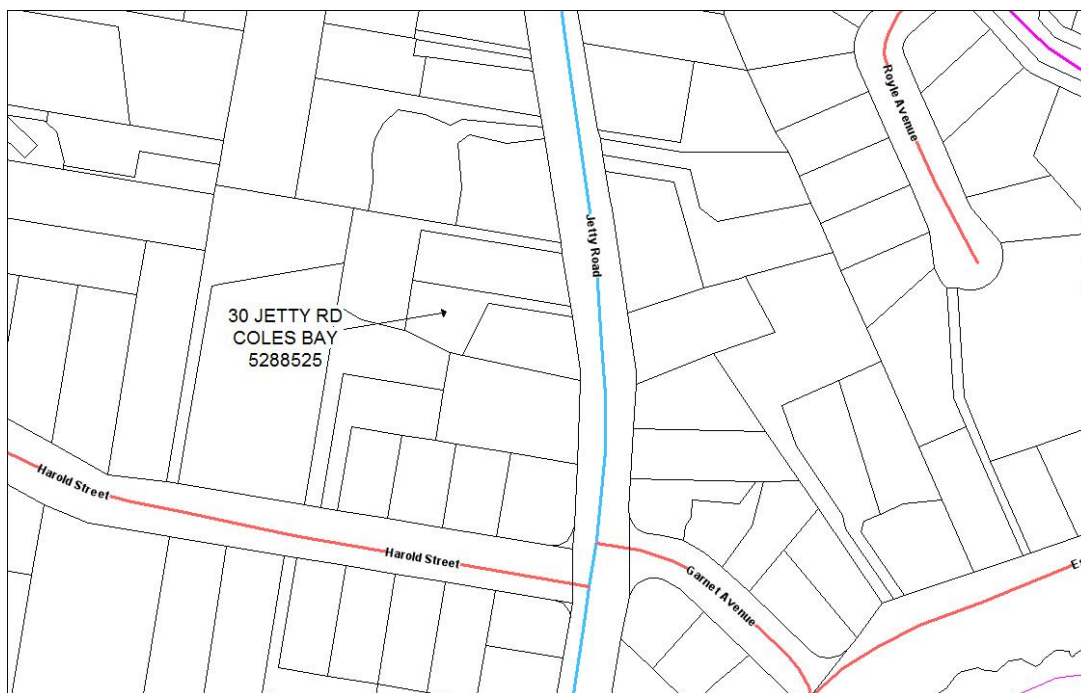 Royle Avenue
Jetty Road
30 JETTY RD
COLES BAY
5288525
Harold Street
Harold Street
Garnet Avenue